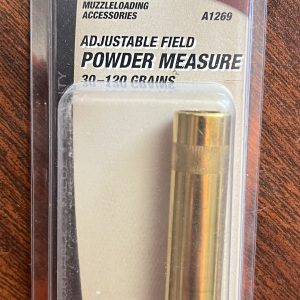 MUZZLELOADING
ACCESSORIES
A1269
ADJUSTABLE FIELD
POWDER MEASURE
30–120 GRAINS